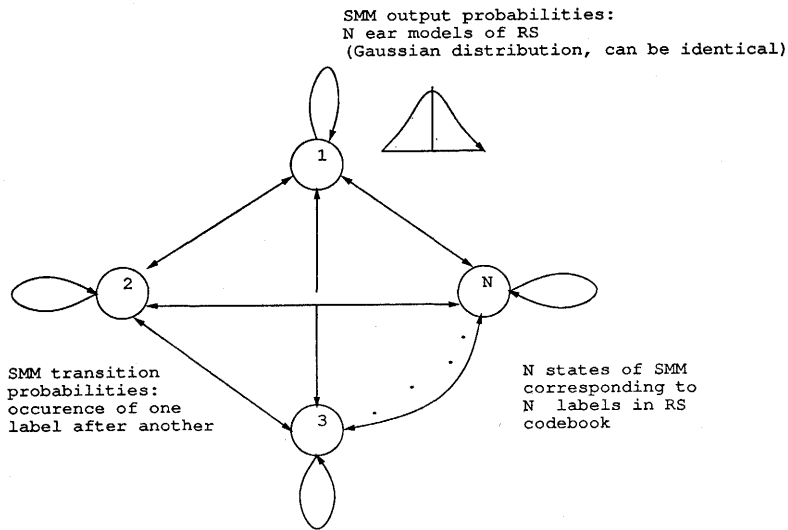 SMM output probabilities:
N ear models of RS
(Gaussian distribution, can be identical)
1
2
N
3
SMM transition
probabilities:
occurence of one
label after another
N states of SMM
corresponding to
N labels in RS
codebook